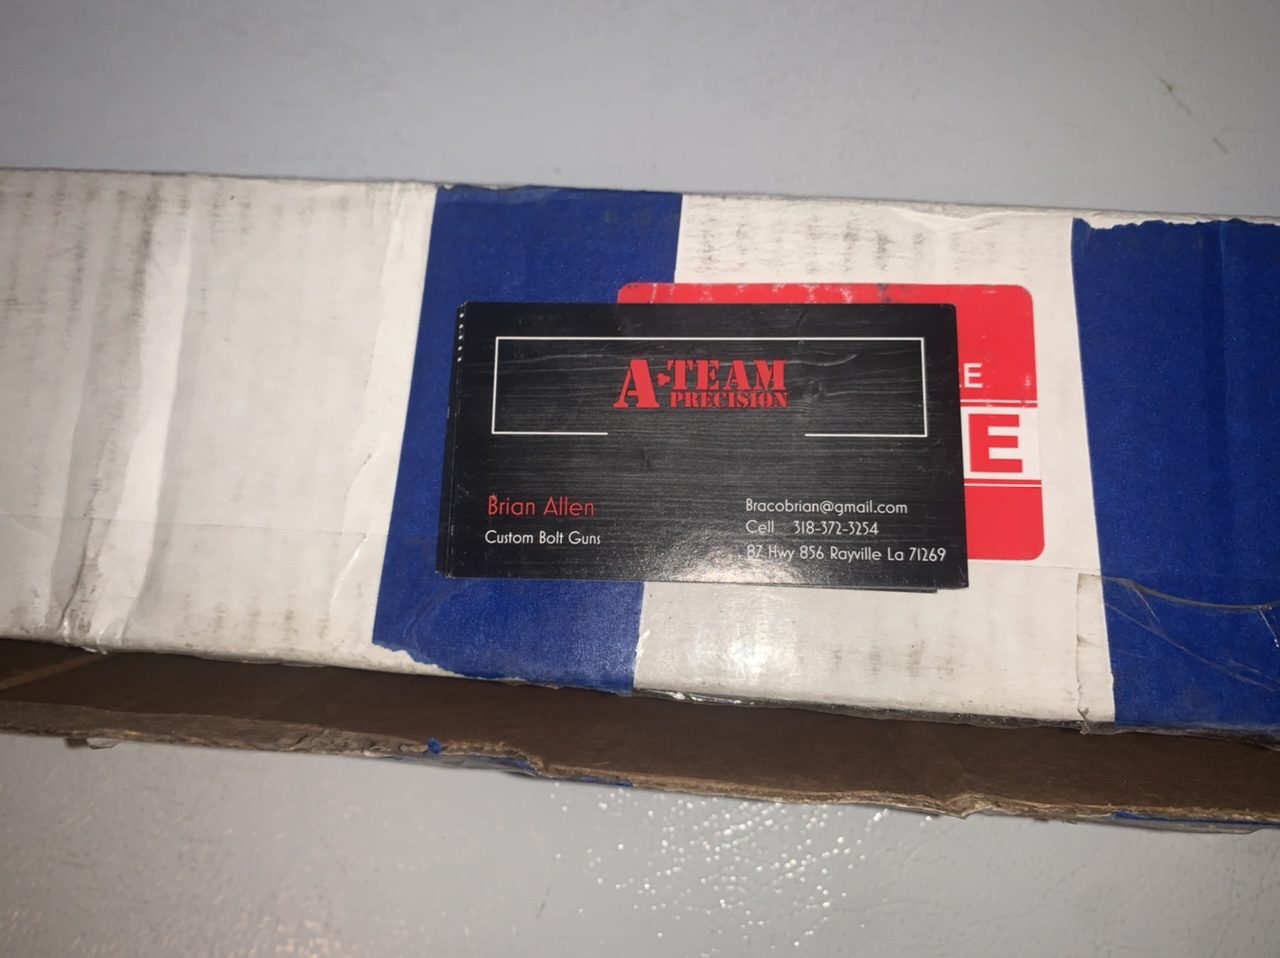 A-TEAM
PRECISION
Brian Allen
Custom Bolt Guns
Bracobrian@gmail.com
Cell 318-372-3254
87 Hwy 856 Rayville La 71269
E
E